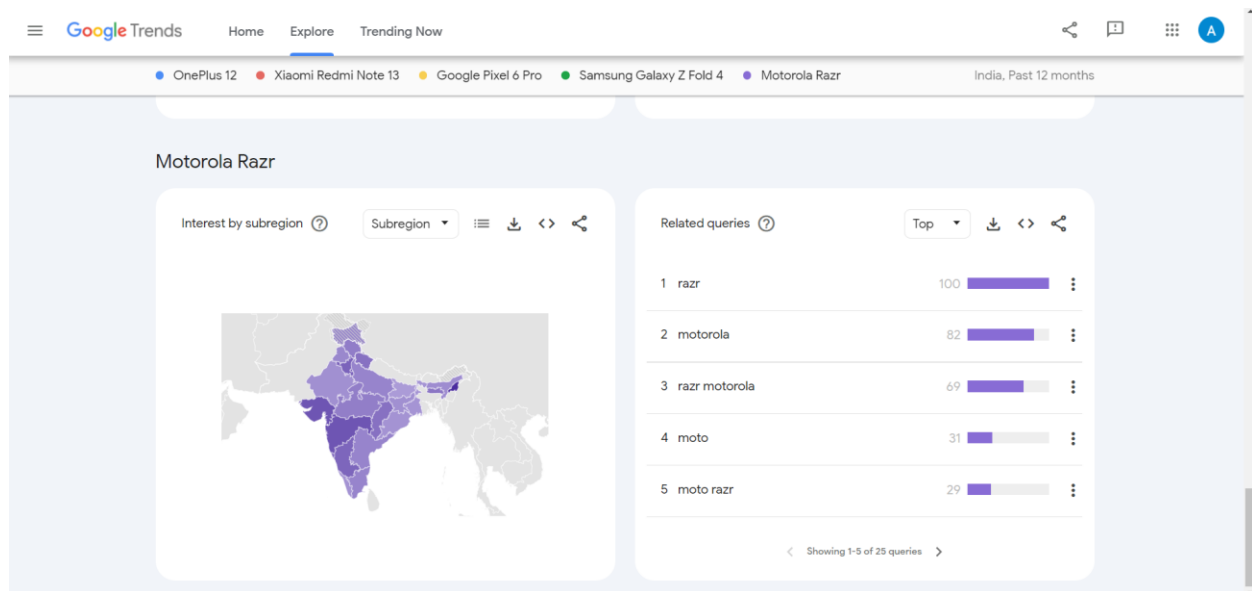 Google Trends Home Explore Trending Now A
OnePlus 12 Xiaomi Redmi Note 13 Google Pixel 6 Pro Samsung Galaxy Z Fold 4 Motorola Razr India, Past 12 months
Motorola Razr
Interest by subregion Subregion
Related queries Top
1 razr 100
2 motorola 82
3 razr motorola 69
4 moto 31
5 moto razr 29
Showing 1-5 of 25 queries